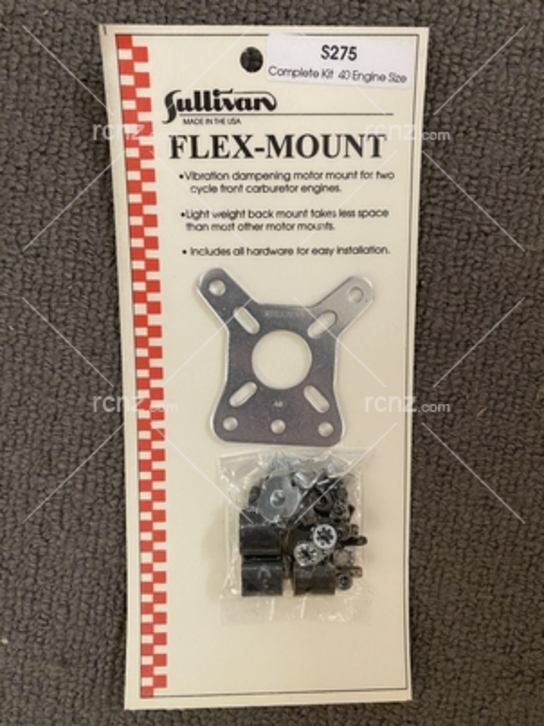 S275
Complete Kit 40 Engine Size
Sullivan
MADE IN THE USA
FLEX-MOUNT
•Vibration dampening motor mount for two
cycle front carburetor engines.
•Light weight back mount takes less space
than most other motor mounts.
• Includes all hardware for easy installation.
rcnz.com
rcnz.com
rcnz.com
rcnz.com